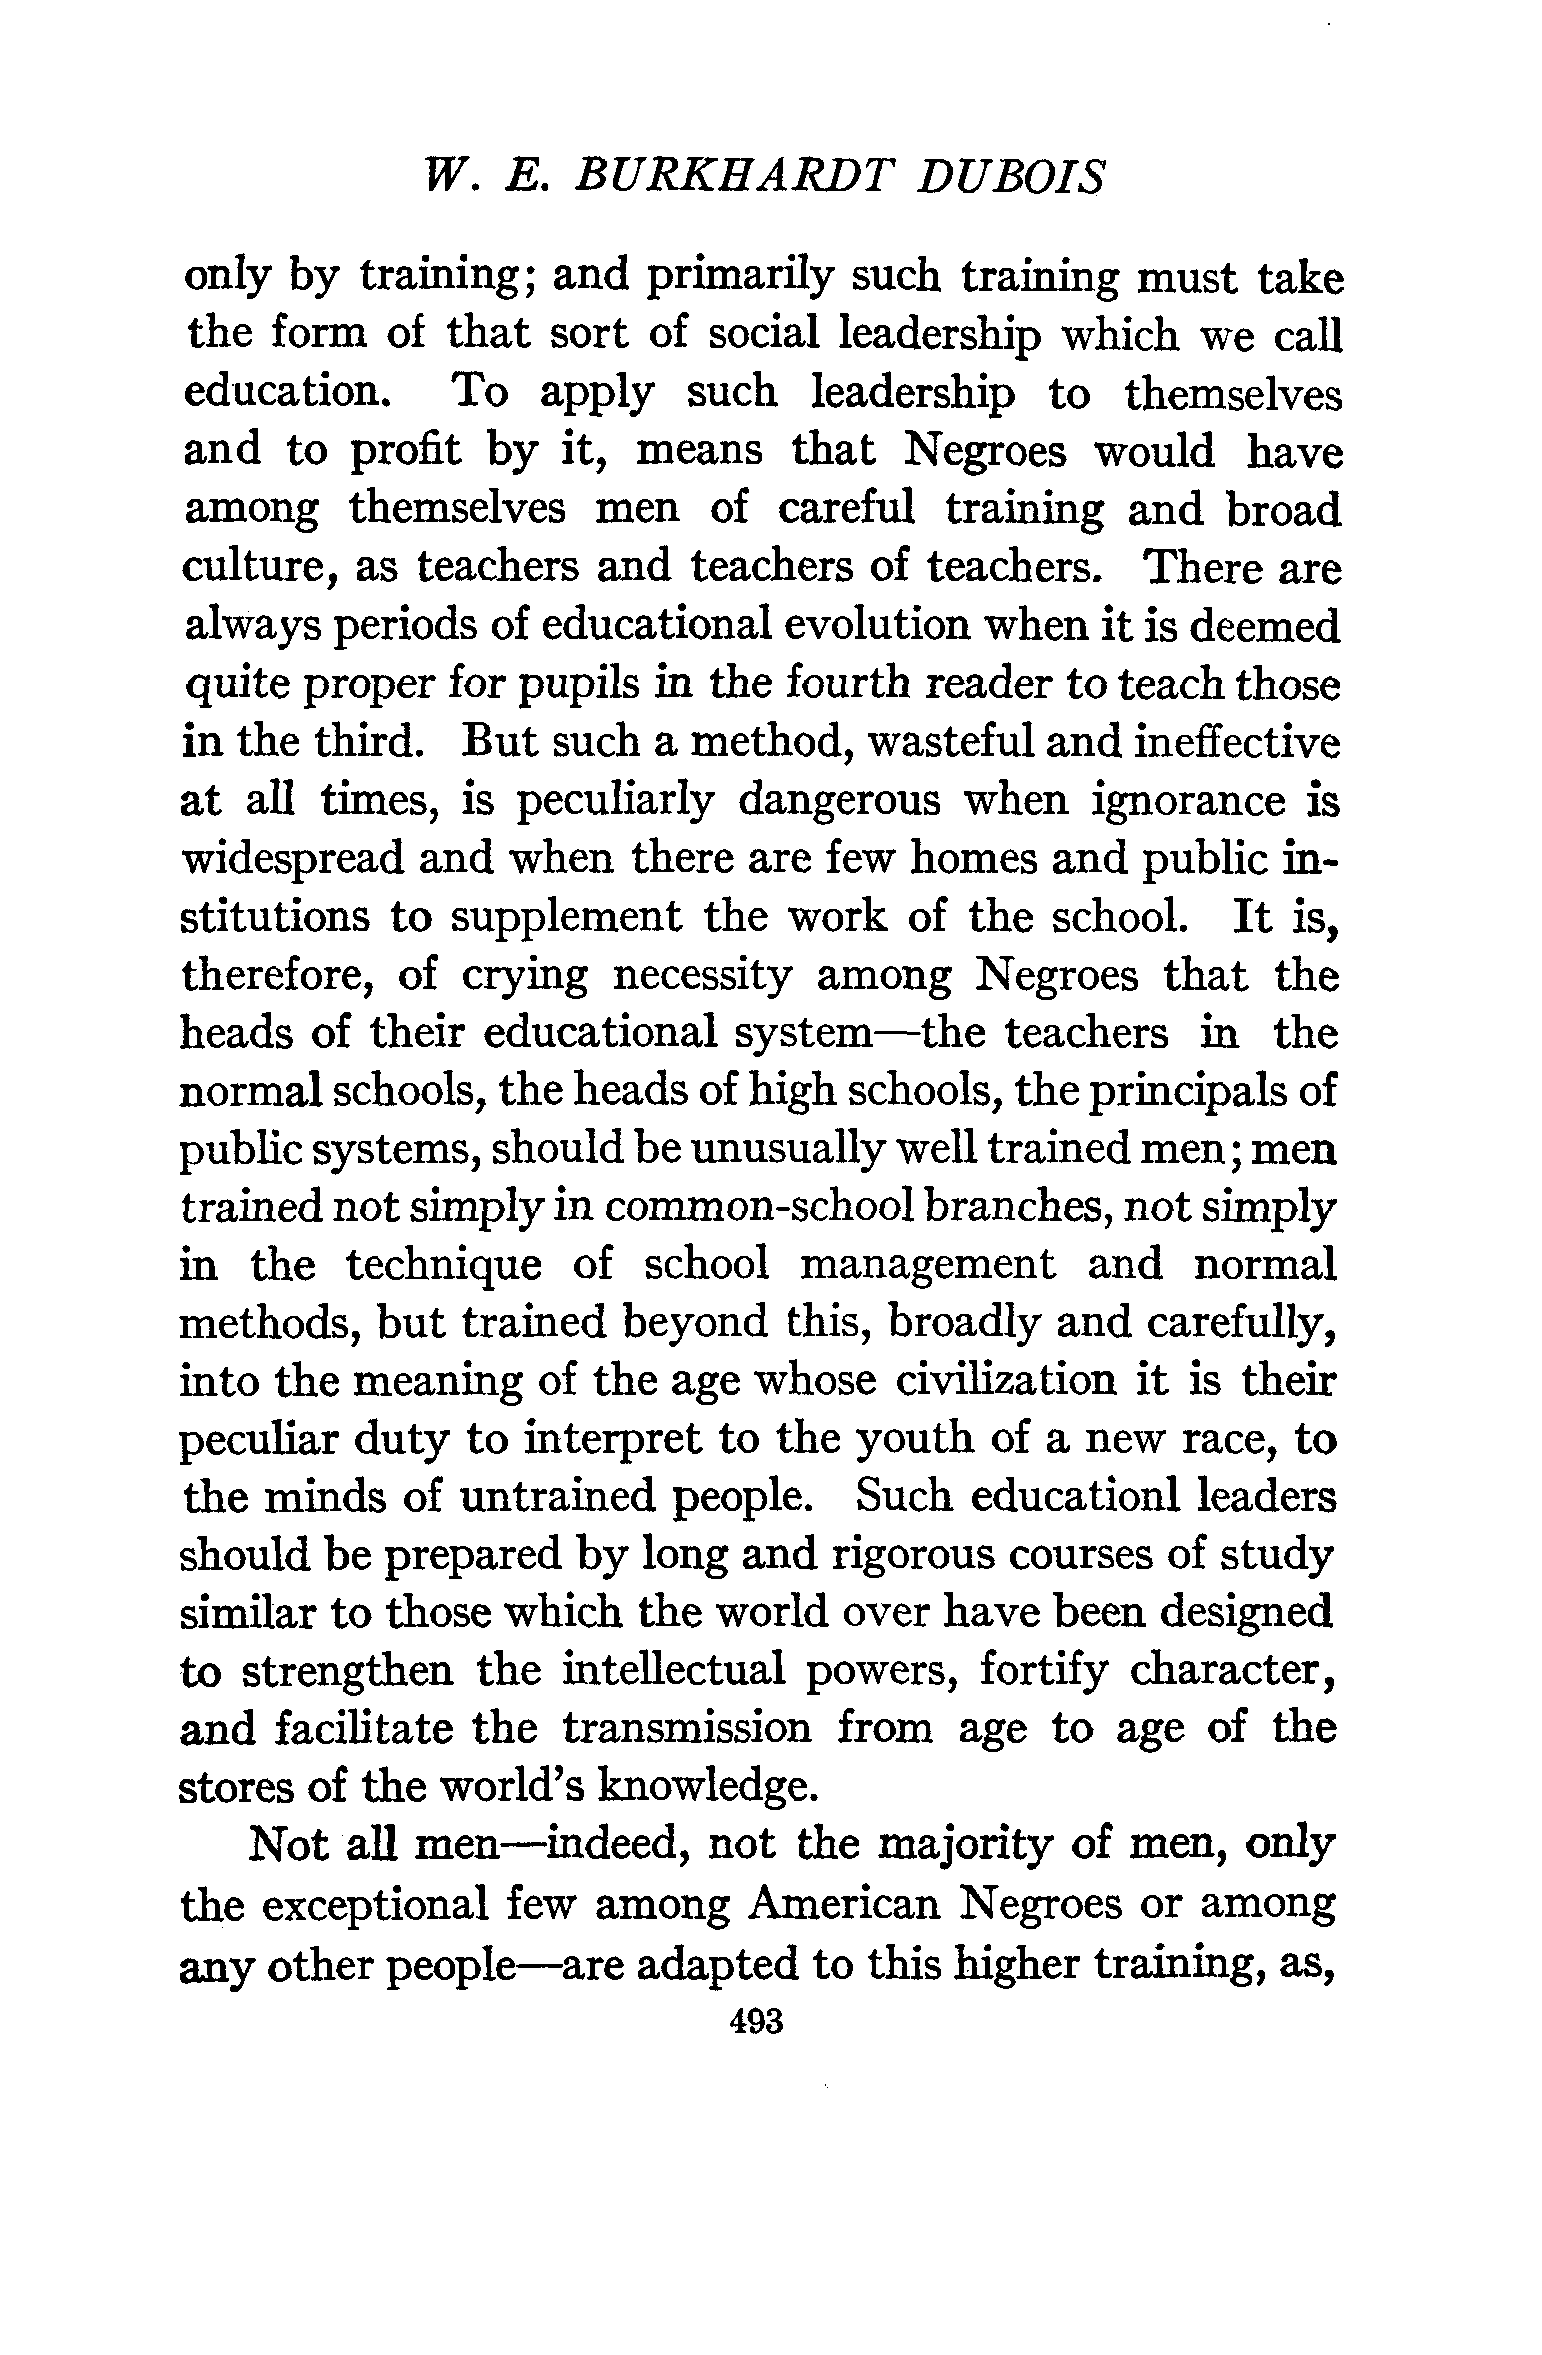 W. E. BURKHARDT DUBOIS
only by training; and primarily such training must take
the form of that sort of social leadership which we call
education. To apply such leadership to themselves
and to profit by it, means that Negroes would have
among themselves men of careful training and broad
culture, as teachers and teachers of teachers. There are
always periods of educational evolution when it is deemed
quite proper for pupils in the fourth reader to teach those
in the third. But such a method, wasteful and ineffective
at all times, is peculiarly dangerous when ignorance is
widespread and when there are few homes and public in-
stitutions to supplement the work of the school. It is,
therefore, of crying necessity among Negroes that the
heads of their educational system—the teachers in the
normal schools, the heads of high schools, the principals of
public systems, should be unusually well trained men; men
trained not simply in common-school branches, not simply
in the technique of school management and normal
methods, but trained beyond this, broadly and carefully,
into the meaning of the age whose civilization it is their
peculiar duty to interpret to the youth of a new race, to
the minds of untrained people. Such educationl leaders
should be prepared by long and rigorous courses of study
similar to those which the world over have been designed
to strengthen the intellectual powers, fortify character,
and facilitate the transmission from age to age of the
stores of the world's knowledge.
Not all men—indeed, not the majority of men, only
the exceptional few among American Negroes or among
any other people—are adapted to this higher training, as,
493